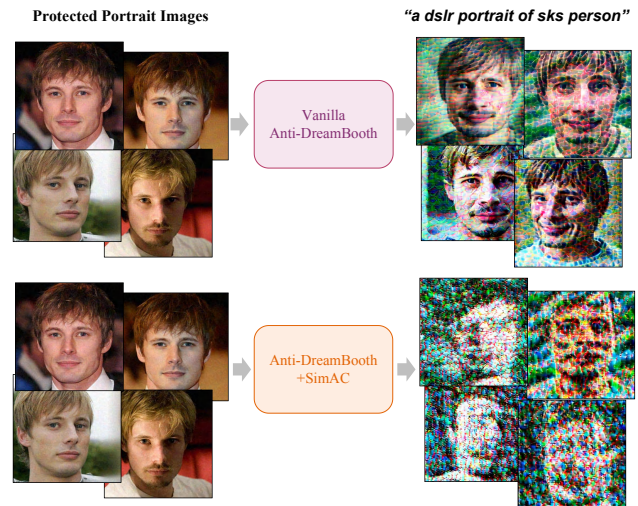 Protected Portrait Images
“a dslr portrait of sks person”
Vanilla
Anti-DreamBooth
Anti-DreamBooth
+SimAC